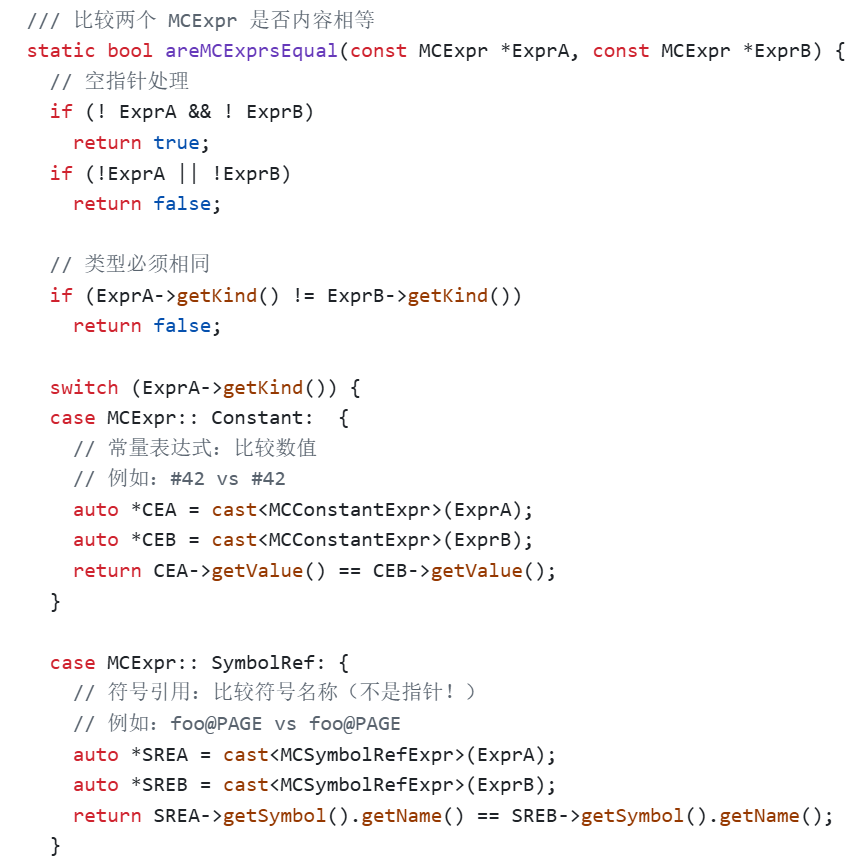 /// 比较两个 MCExpr 是否内容相等
static bool areMCExprsEqual(const MCExpr *ExprA, const MCExpr *ExprB) {
  // 空指针处理
  if (! ExprA && ! ExprB)
    return true;
  if (!ExprA || !ExprB)
    return false;

  // 类型必须相同
  if (ExprA->getKind() != ExprB->getKind())
    return false;

  switch (ExprA->getKind()) {
  case MCExpr:: Constant:  {
    // 常量表达式：比较数值
    // 例如：#42 vs #42
    auto *CEA = cast<MCConstantExpr>(ExprA);
    auto *CEB = cast<MCConstantExpr>(ExprB);
    return CEA->getValue() == CEB->getValue();
  }

  case MCExpr:: SymbolRef: {
    // 符号引用：比较符号名称（不是指针！）
    // 例如：foo@PAGE vs foo@PAGE
    auto *SREA = cast<MCSymbolRefExpr>(ExprA);
    auto *SREB = cast<MCSymbolRefExpr>(ExprB);
    return SREA->getSymbol().getName() == SREB->getSymbol().getName();
  }